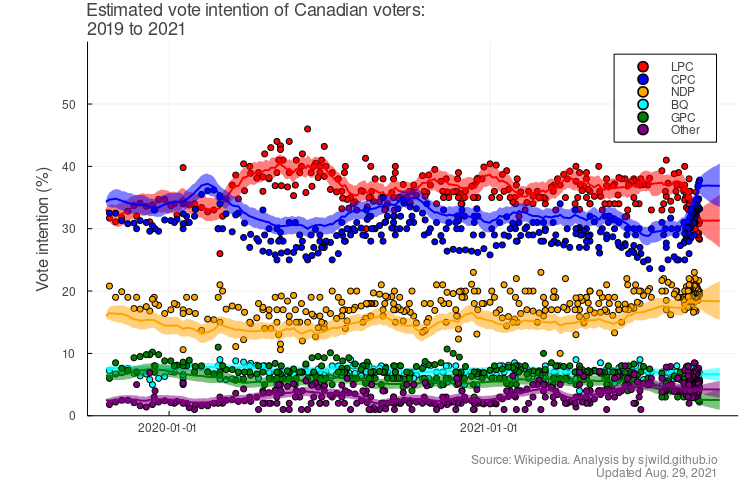 Estimated vote intention of Canadian voters:
2019 to 2021
Vote intention (%)
50
40
30
20
10
0
2020-01-01
2021-01-01
LPC
CPC
NDP
BQ
GPC
Other
Source: Wikipedia. Analysis by sjwild.github.io
Updated Aug. 29, 2021